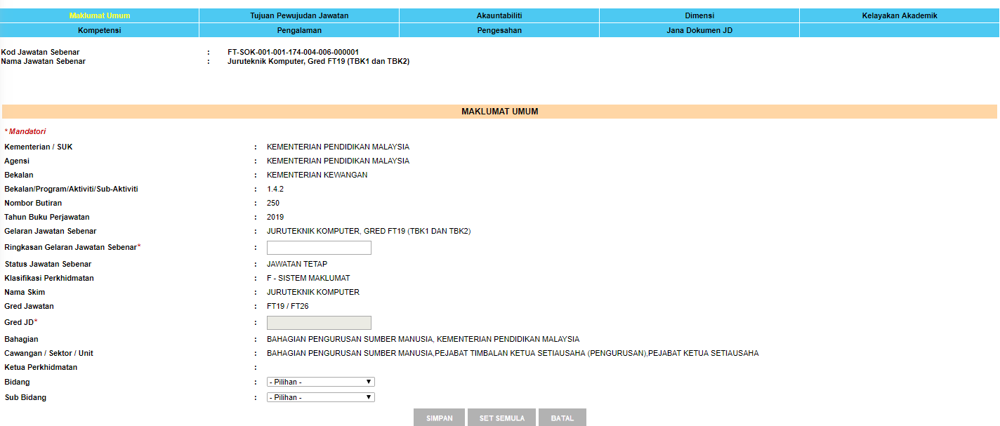 Maklumat Umum Tujuan Pewujudan Jawatan Akauntabiliti Dimensi Kelayakan Akademik
Kompetensi Pengalaman Pengesahan Jana Dokumen JD
Kod Jawatan Sebenar : FT-SOK-001-001-174-004-006-000001
Nama Jawatan Sebenar : Juruteknik Komputer, Gred FT19 (TBK1 dan TBK2)
MAKLUMAT UMUM
* Mandatori
Kementerian / SUK : KEMENTERIAN PENDIDIKAN MALAYSIA
Agensi : KEMENTERIAN PENDIDIKAN MALAYSIA
Bekalan : KEMENTERIAN KEWANGAN
Bekalan/Program/Aktiviti/Sub-Aktiviti : 1.4.2
Nombor Butiran : 250
Tahun Buku Perjawatan : 2019
Gelaran Jawatan Sebenar : JURUTEKNIK KOMPUTER, GRED FT19 (TBK1 DAN TBK2)
Ringkasan Gelaran Jawatan Sebenar* :
Status Jawatan Sebenar : JAWATAN TETAP
Klasifikasi Perkhidmatan : F - SISTEM MAKLUMAT
Nama Skim : JURUTEKNIK KOMPUTER
Gred Jawatan : FT19 / FT26
Gred JD* :
Bahagian : BAHAGIAN PENGURUSAN SUMBER MANUSIA, KEMENTERIAN PENDIDIKAN MALAYSIA
Cawangan / Sektor / Unit : BAHAGIAN PENGURUSAN SUMBER MANUSIA,PEJABAT TIMBALAN KETUA SETIAUSAHA (PENGURUSAN),PEJABAT KETUA SETIAUSAHA
Ketua Perkhidmatan :
Bidang : - Pilihan -
Sub Bidang : - Pilihan -
SIMPAN SET SEMULA BATAL